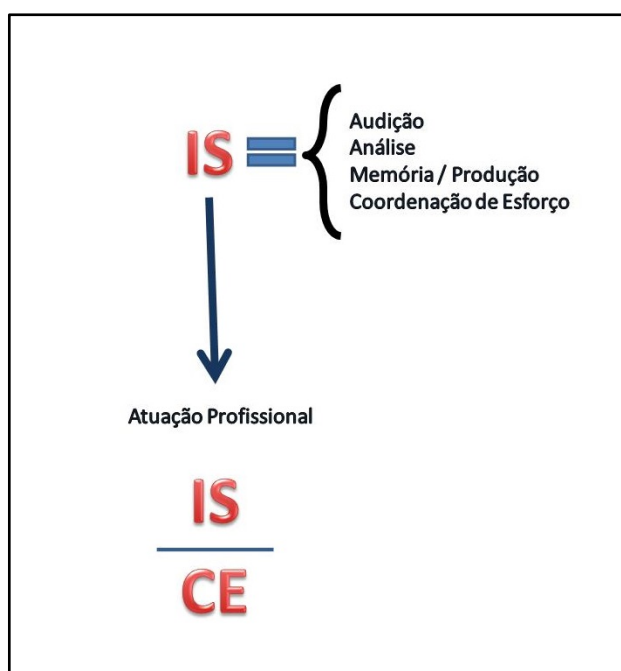 IS =
Audição
Análise
Memória / Produção
Coordenação de Esforço
Atuação Profissional
IS
CE